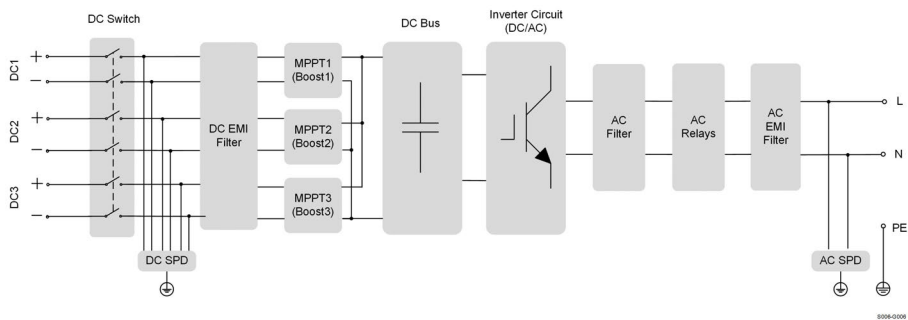 DC Switch
DC Bus
Inverter Circuit
(DC/AC)
DC1
+
−
DC2
+
−
DC3
+
−
DC EMI
Filter
MPPT1
(Boost1)
MPPT2
(Boost2)
MPPT3
(Boost3)
AC
Filter
AC
Relays
AC
EMI
Filter
L
N
PE
DC SPD
AC SPD
S006-G006